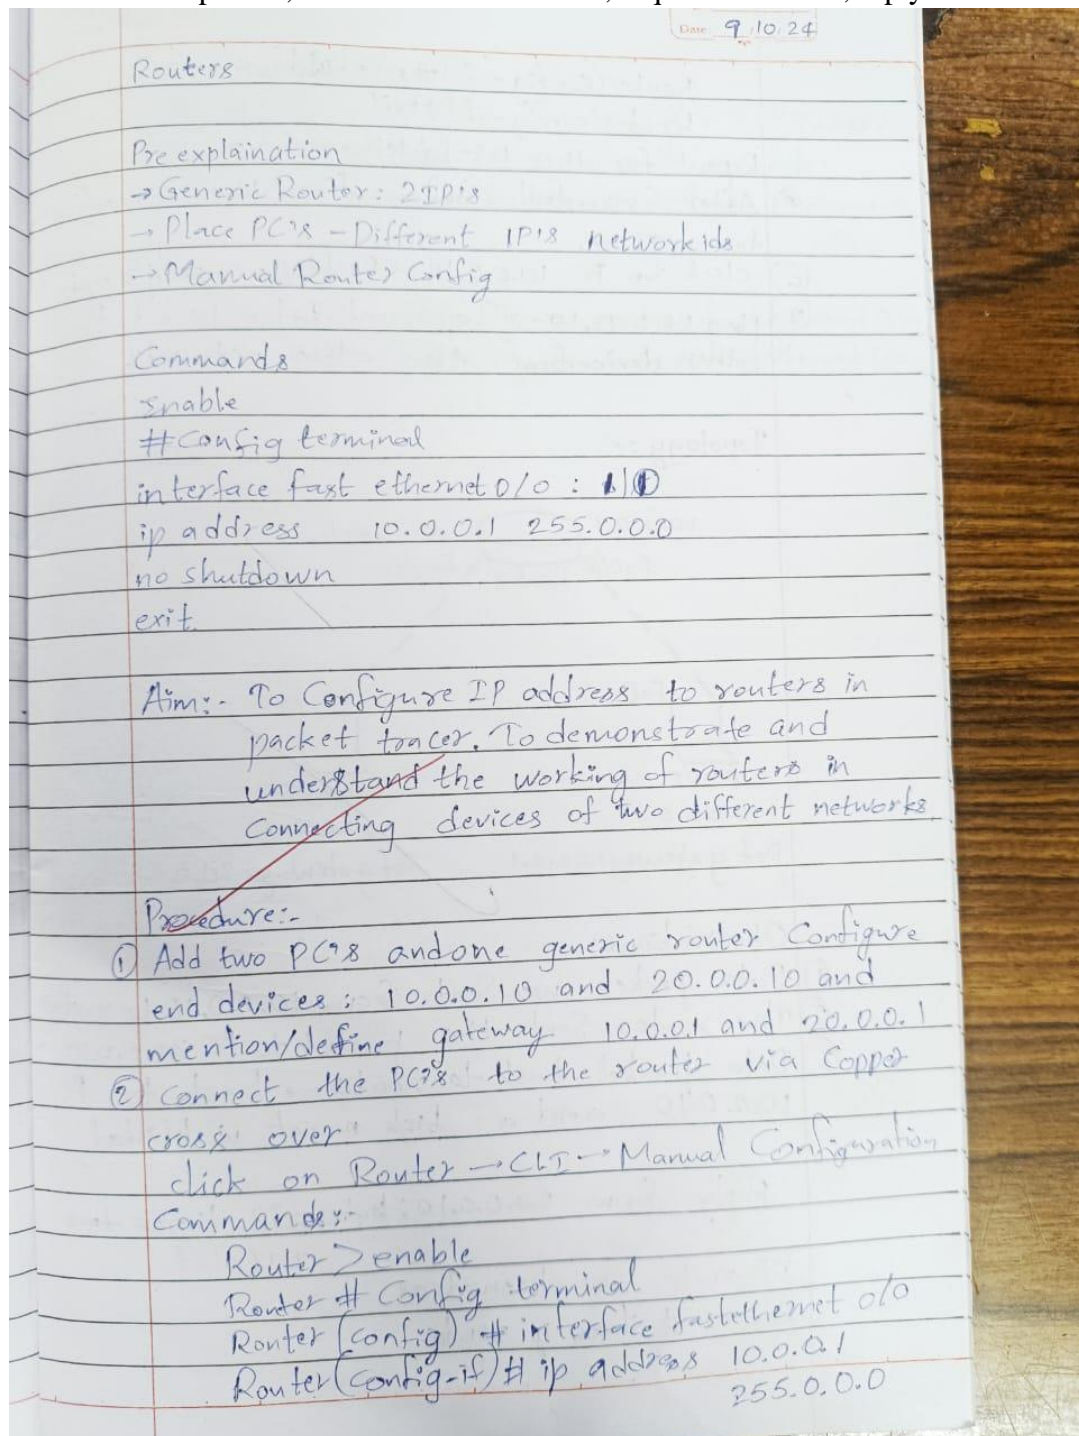 Date 9.10.24
Routers
Pre explaination
→ Generic Router: 2IP's
→ Place PC's - Different IP's network ids
→ Manual Router Config
Commands
enable
#Config terminal
interface fast ethernet 0/0 :
ip address 10.0.0.1 255.0.0.0
no shutdown
exit.
Aim:- To Configure IP address to routers in
packet tracer. To demonstrate and
understand the working of routers in
Connecting devices of two different networks.
Procedure:-
① Add two PC's and one generic router Configure
end devices: 10.0.0.10 and 20.0.0.10 and
mention/define gateway 10.0.0.1 and 20.0.0.1
② Connect the PC's to the router via Copper
cross over.
click on Router → CLI → Manual Configuration
Commands:-
Router > enable
Router # Config terminal
Router (config) # interface fastethernet 0/0
Router (config-if) # ip address 10.0.0.1
255.0.0.0